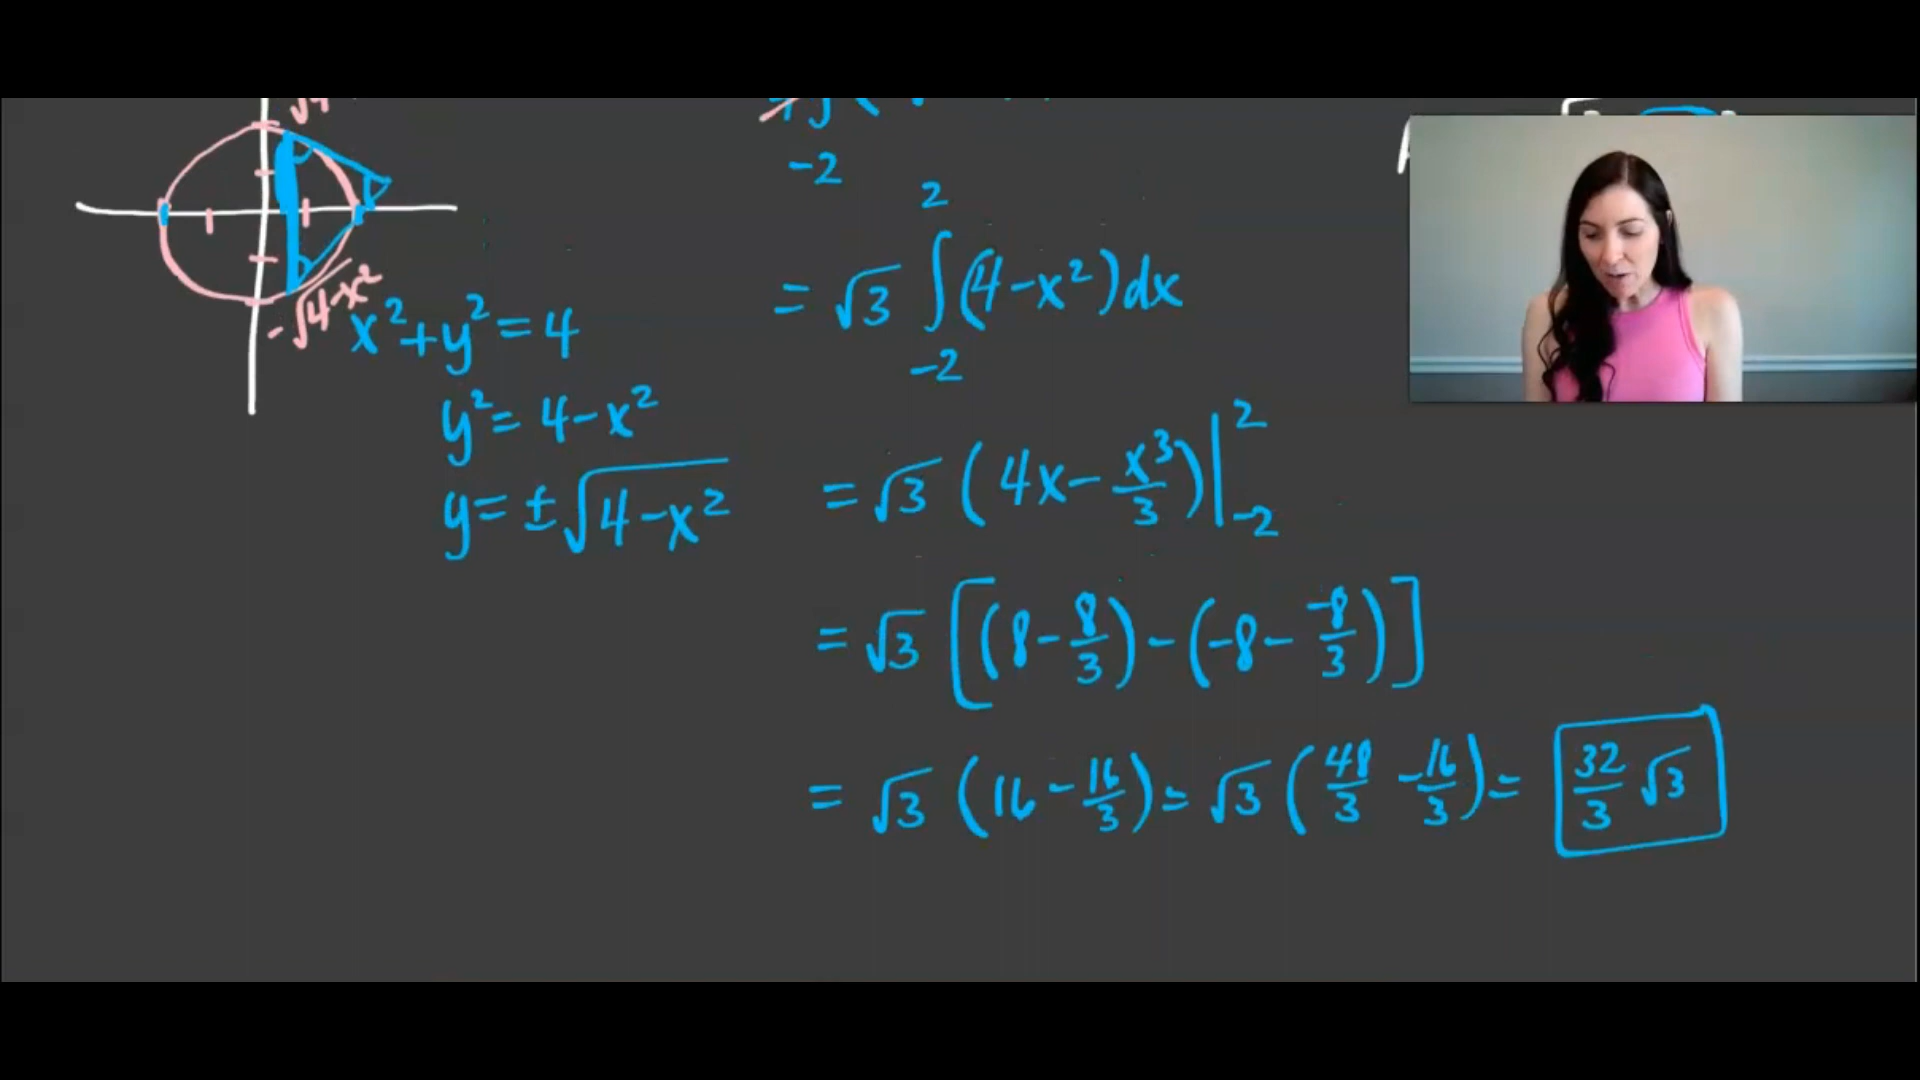 -2
= √3 ∫_{-2}^{2} (4-x²)dx
-√4-x²
x²+y²=4
y²=4-x²
y=±√4-x²
= √3 (4x - x³/3)|_{-2}^{2}
= √3 [(8 - 8/3) - (-8 - -8/3)]
= √3 (16 - 16/3) = √3 (48/3 - 16/3) = 32/3 √3